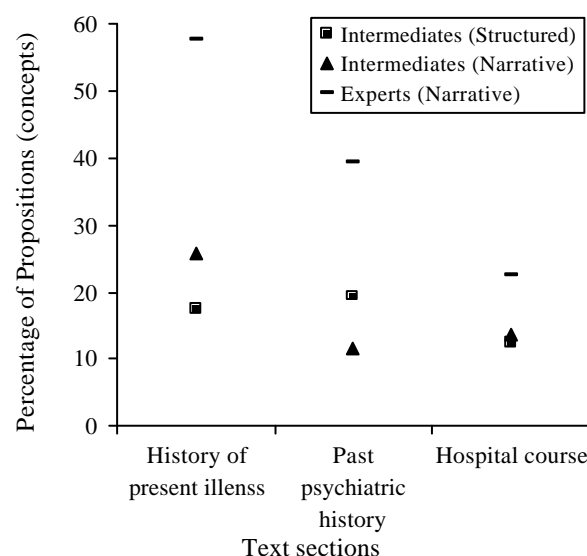 60
50
40
30
20
10
0
Percentage of Propositions (concepts)
Intermediates (Structured)
Intermediates (Narrative)
Experts (Narrative)
History of
present illenss
Past
psychiatric
history
Hospital course
Text sections